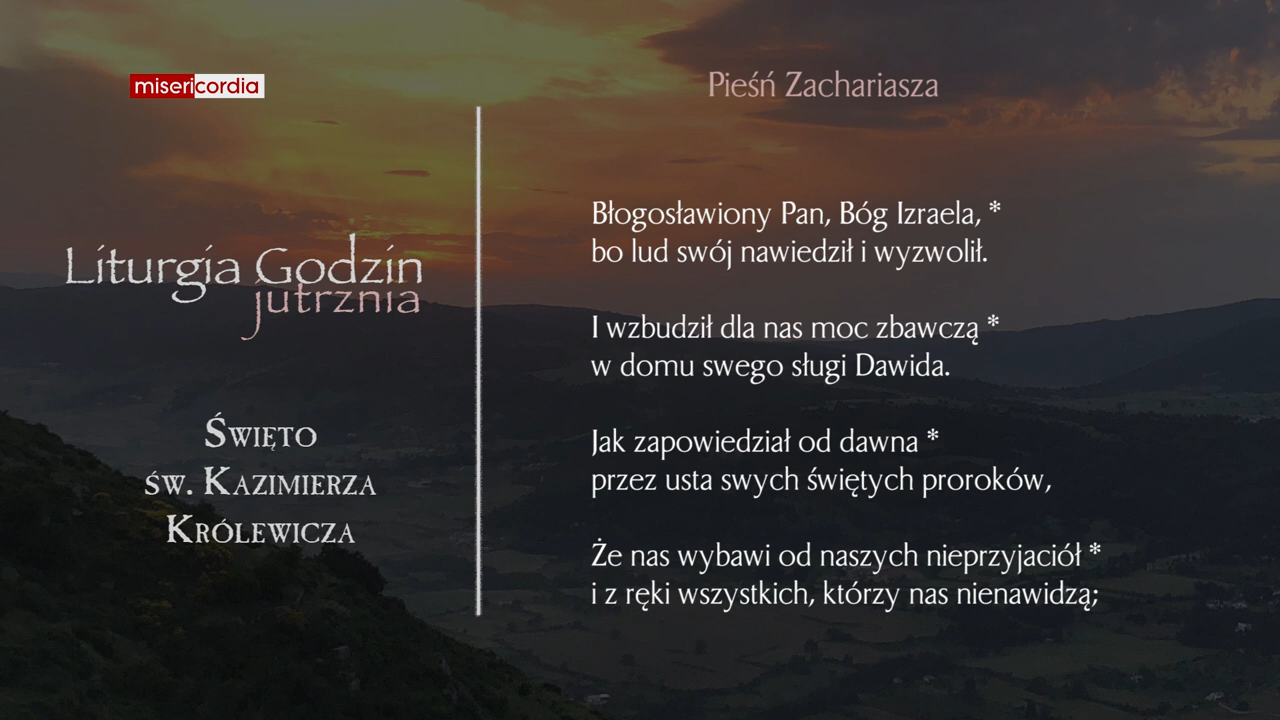 misericordia
Liturgia Godzin
jutrznia
Święto
św. Kazimierza
Królewicza
Pieśń Zachariasza
Błogosławiony Pan, Bóg Izraela, *
bo lud swój nawiedził i wyzwolił.
I wzbudził dla nas moc zbawczą *
w domu swego sługi Dawida.
Jak zapowiedział od dawna *
przez usta swych świętych proroków,
Że nas wybawi od naszych nieprzyjaciół *
i z ręki wszystkich, którzy nas nienawidzą;